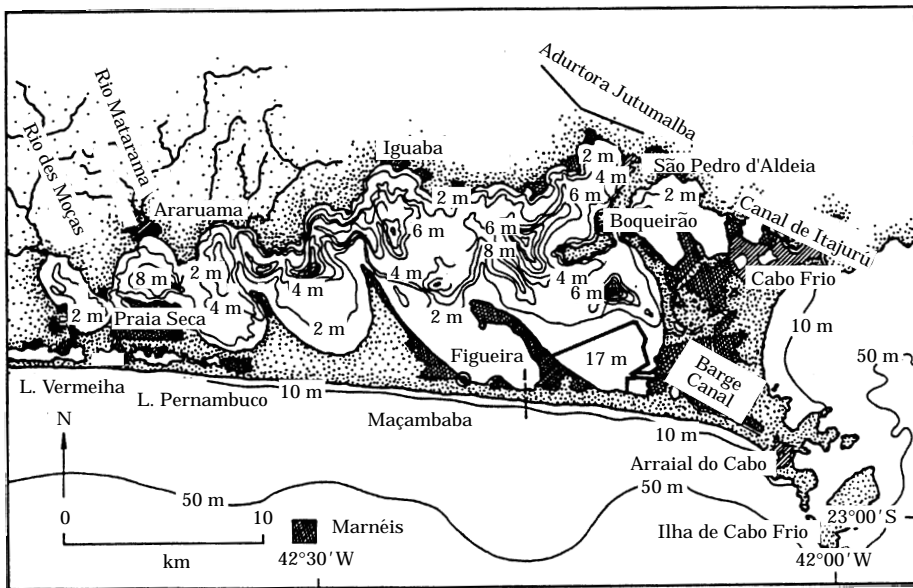 Adurtora Jutumalba
Rio Matarama
Rio des Moças
Iguaba
2 m
4 m
São Pedro d'Aldeia
2 m
6 m
2 m
Araruama
6 m
6 m
Boqueirão
Canal de Itajurú
8 m
2 m
8 m
4 m
4 m
4 m
Cabo Frio
6 m
2 m
Praia Seca
4 m
2 m
2 m
10 m
Figueira
17 m
50 m
L. Vermeiha
L. Pernambuco
10 m
Barge
Canal
Maçambaba
10 m
N
Arraial do Cabo
50 m
50 m
0
10
km
Marnéis
Ilha de Cabo Frio
23°00′S
42°30′W
42°00′W